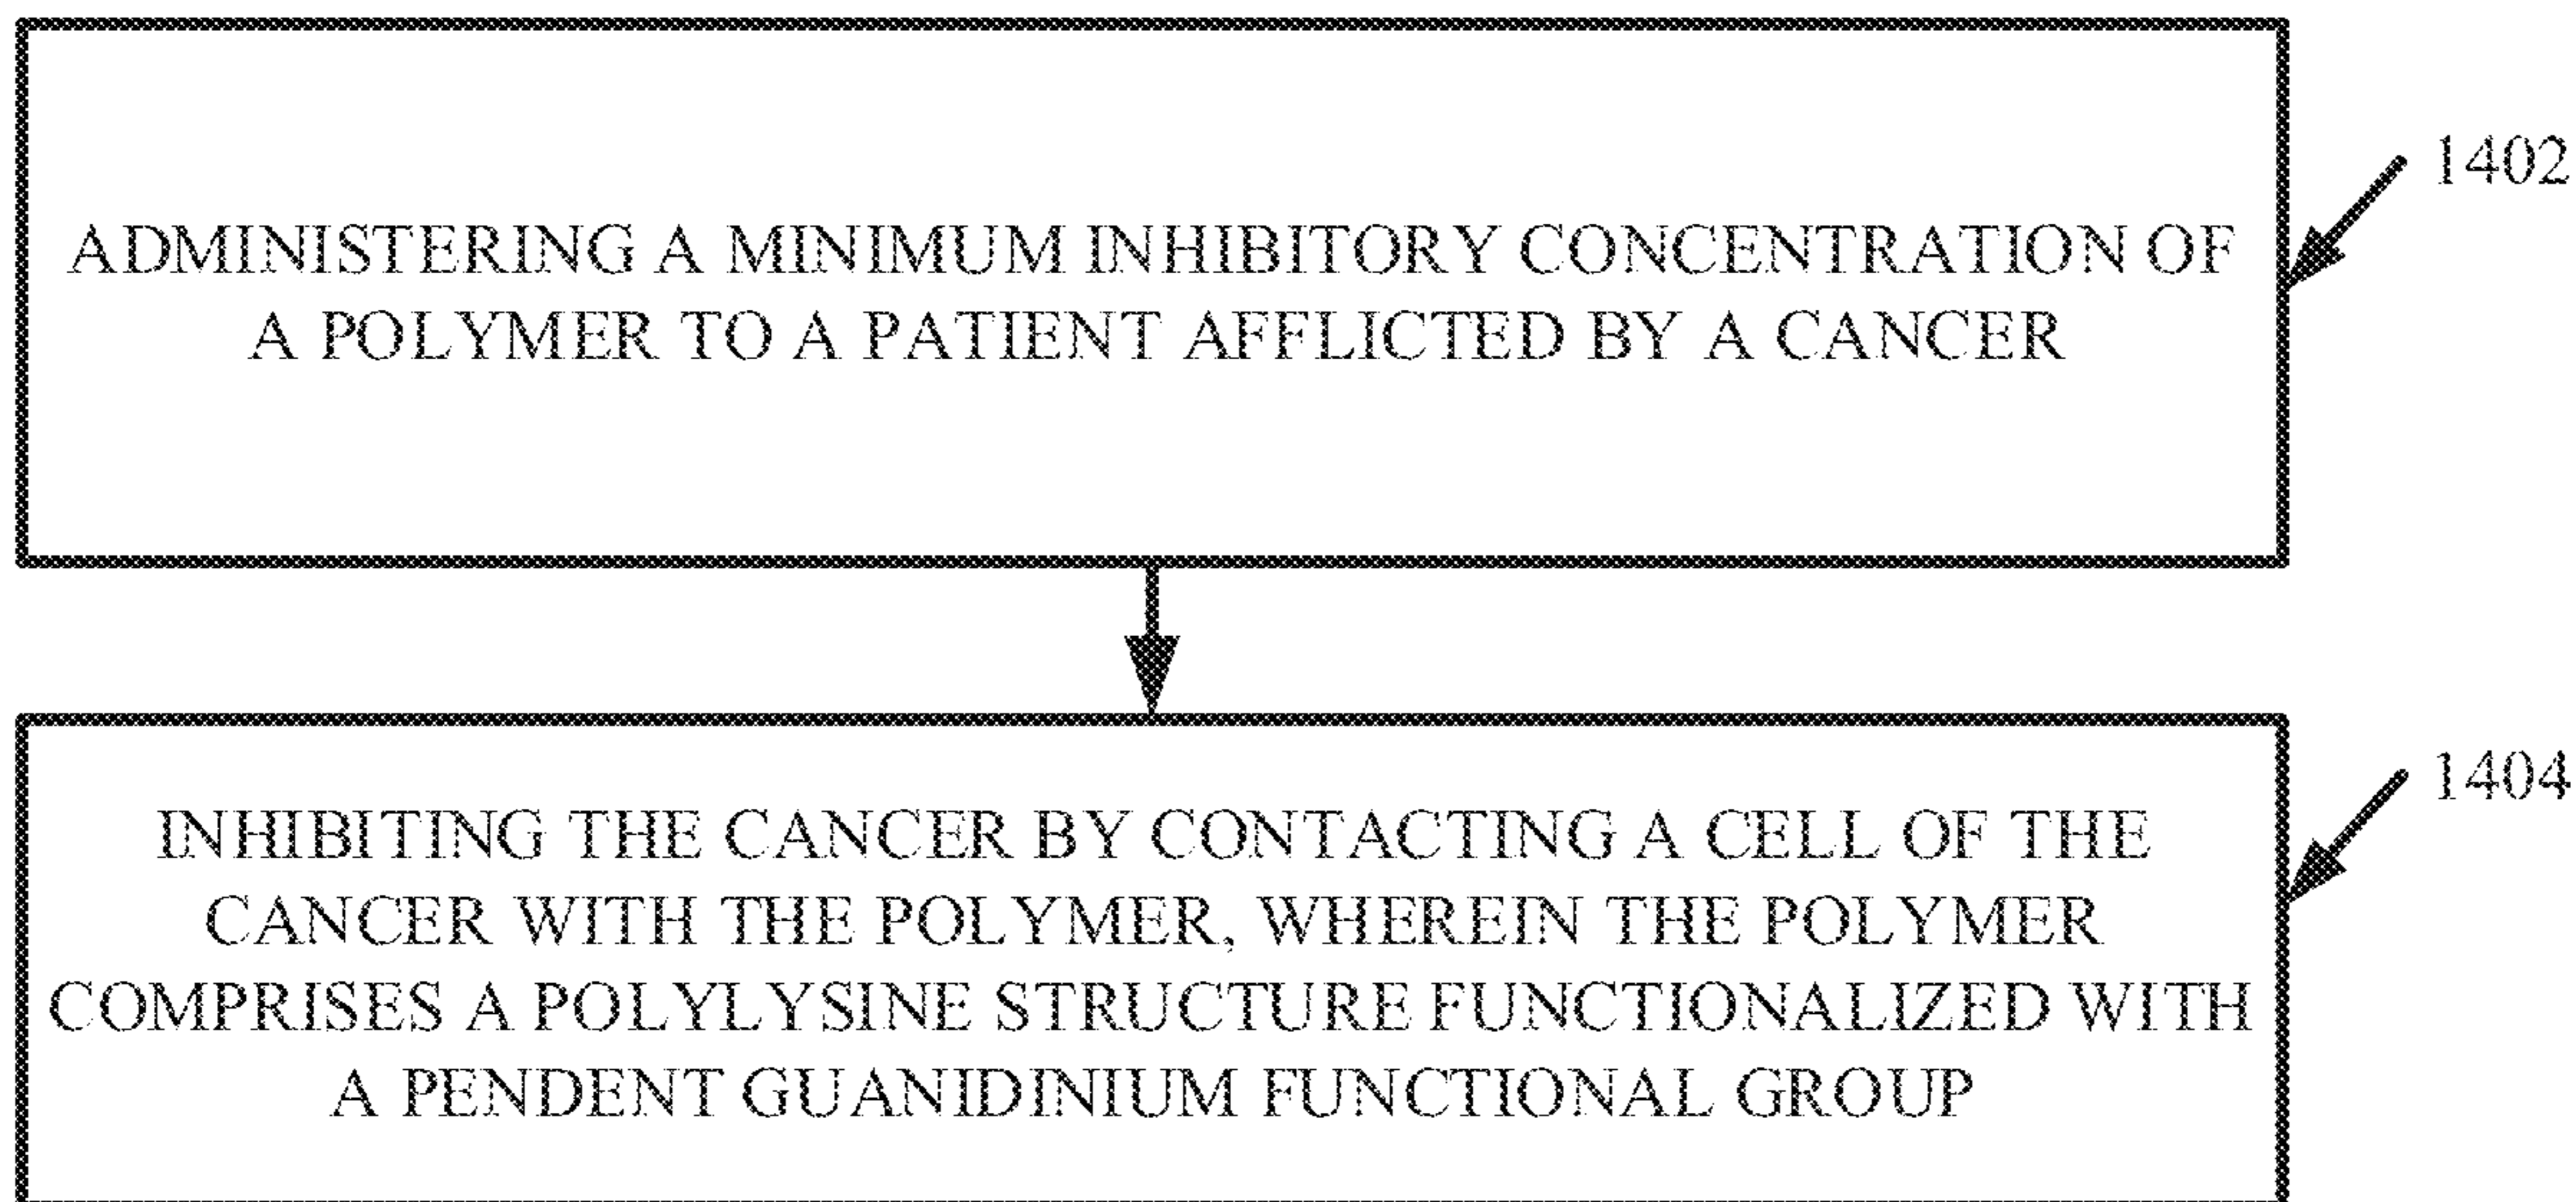 1402
ADMINISTERING A MINIMUM INHIBITORY CONCENTRATION OF
A POLYMER TO A PATIENT AFFLICTED BY A CANCER
1404
INHIBITING THE CANCER BY CONTACTING A CELL OF THE
CANCER WITH THE POLYMER, WHEREIN THE POLYMER
COMPRISES A POLYLYSINE STRUCTURE FUNCTIONALIZED WITH
A PENDENT GUANIDINIUM FUNCTIONAL GROUP